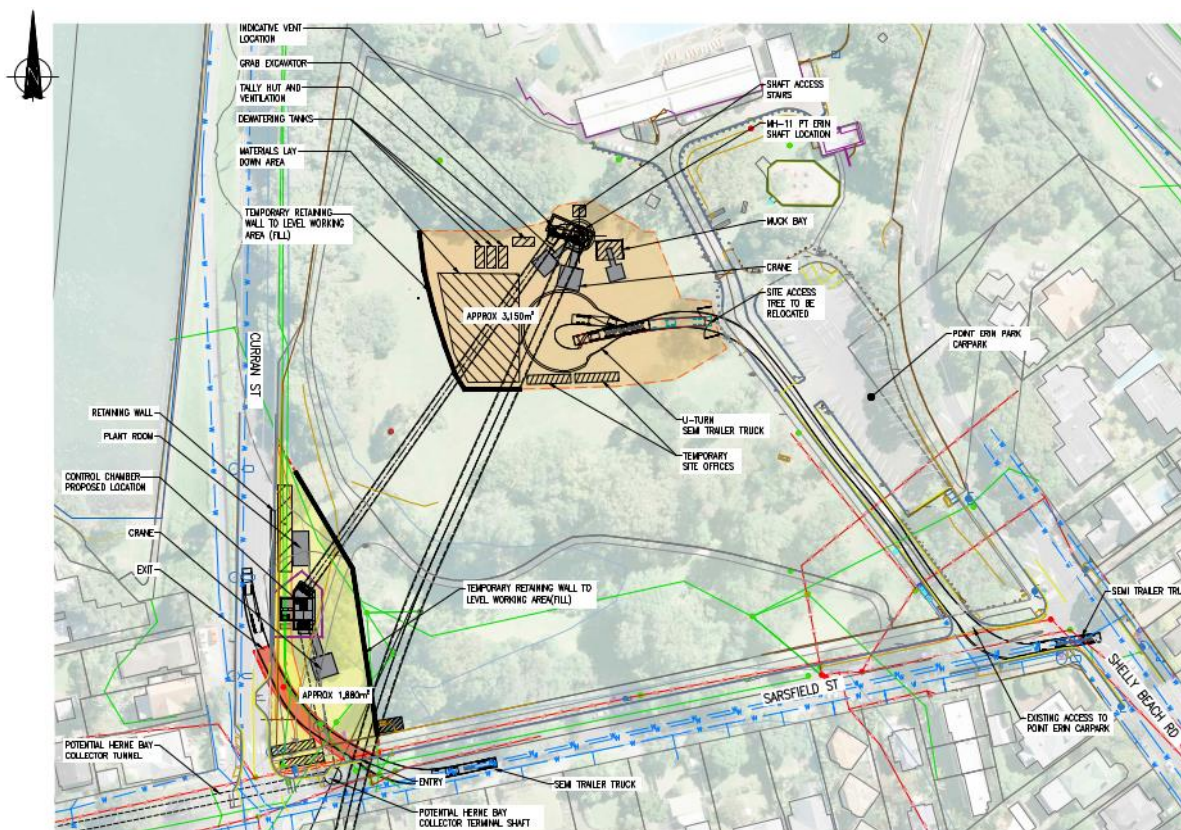 N
INDICATIVE VENT
LOCATION
GRAB EXCAVATOR
TALLY HUT AND
VENTILATION
DEWATERING TANKS
MATERIALS LAY
DOWN AREA
TEMPORARY RETAINING
WALL TO LEVEL WORKING
AREA (FILL)
SHAFT ACCESS
STAIRS
MH-11 PT ERIN
SHAFT LOCATION
MUCK BAY
CRANE
SITE ACCESS
TREE TO BE
RELOCATED
APPROX 3,150m²
POINT ERIN PARK
CARPARK
CURRAN ST
U-TURN
SEMI TRAILER TRUCK
TEMPORARY
SITE OFFICES
RETAINING WALL
PLANT ROOM
CONTROL CHAMBER
PROPOSED LOCATION
CRANE
EXIT
TEMPORARY RETAINING WALL TO
LEVEL WORKING AREA(FILL)
SEMI TRAILER TRU
APPROX 1,880m²
SARSFIELD ST
SHELLY BEACH RD
EXISTING ACCESS TO
POINT ERIN CARPARK
POTENTIAL HERNE BAY
COLLECTOR TUNNEL
ENTRY
SEMI TRAILER TRUCK
POTENTIAL HERNE BAY
COLLECTOR TERMINAL SHAFT